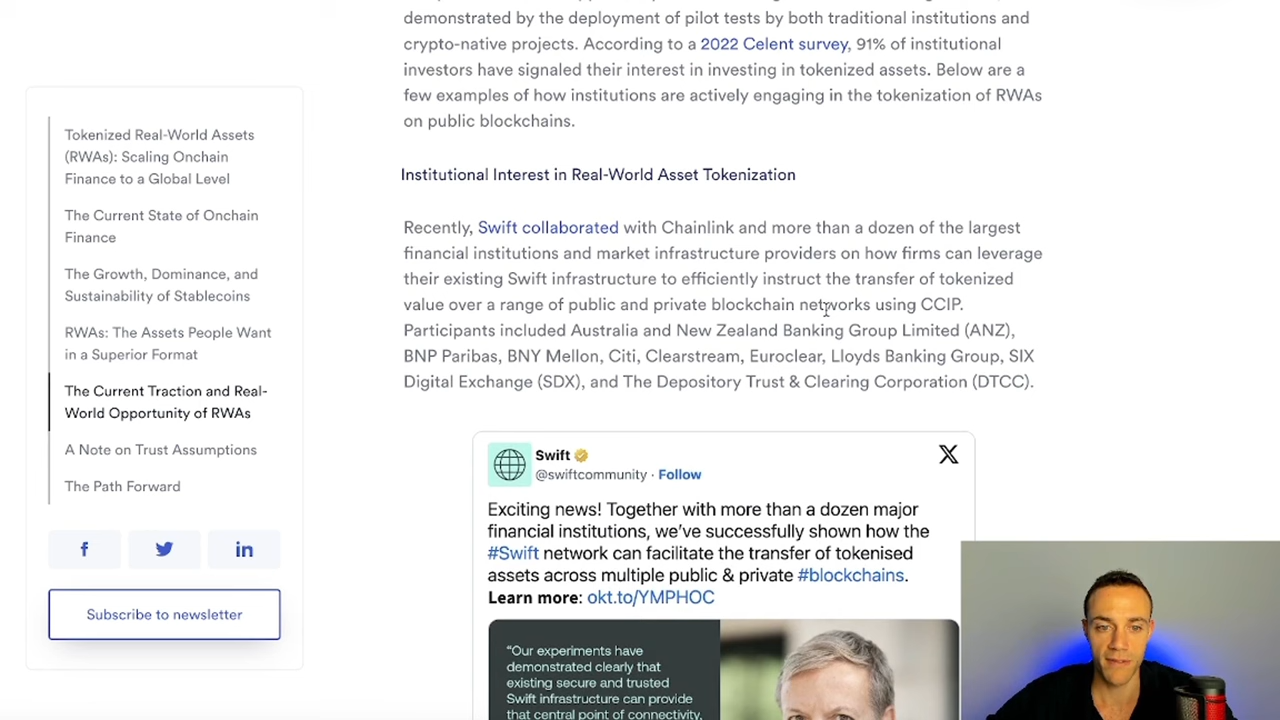 demonstrated by the deployment of pilot tests by both traditional institutions and
crypto-native projects. According to a 2022 Celent survey, 91% of institutional
investors have signaled their interest in investing in tokenized assets. Below are a
few examples of how institutions are actively engaging in the tokenization of RWAs
on public blockchains.
Tokenized Real-World Assets
(RWAs): Scaling Onchain
Finance to a Global Level
The Current State of Onchain
Finance
The Growth, Dominance, and
Sustainability of Stablecoins
RWAs: The Assets People Want
in a Superior Format
The Current Traction and Real-
World Opportunity of RWAs
A Note on Trust Assumptions
The Path Forward
Subscribe to newsletter
Institutional Interest in Real-World Asset Tokenization
Recently, Swift collaborated with Chainlink and more than a dozen of the largest
financial institutions and market infrastructure providers on how firms can leverage
their existing Swift infrastructure to efficiently instruct the transfer of tokenized
value over a range of public and private blockchain networks using CCIP.
Participants included Australia and New Zealand Banking Group Limited (ANZ),
BNP Paribas, BNY Mellon, Citi, Clearstream, Euroclear, Lloyds Banking Group, SIX
Digital Exchange (SDX), and The Depository Trust & Clearing Corporation (DTCC).
Swift
@swiftcommunity · Follow
Exciting news! Together with more than a dozen major
financial institutions, we've successfully shown how the
#Swift network can facilitate the transfer of tokenised
assets across multiple public & private #blockchains.
Learn more: okt.to/YMPHOC
"Our experiments have
demonstrated clearly that
existing secure and trusted
Swift infrastructure can provide
that central point of connectivity,